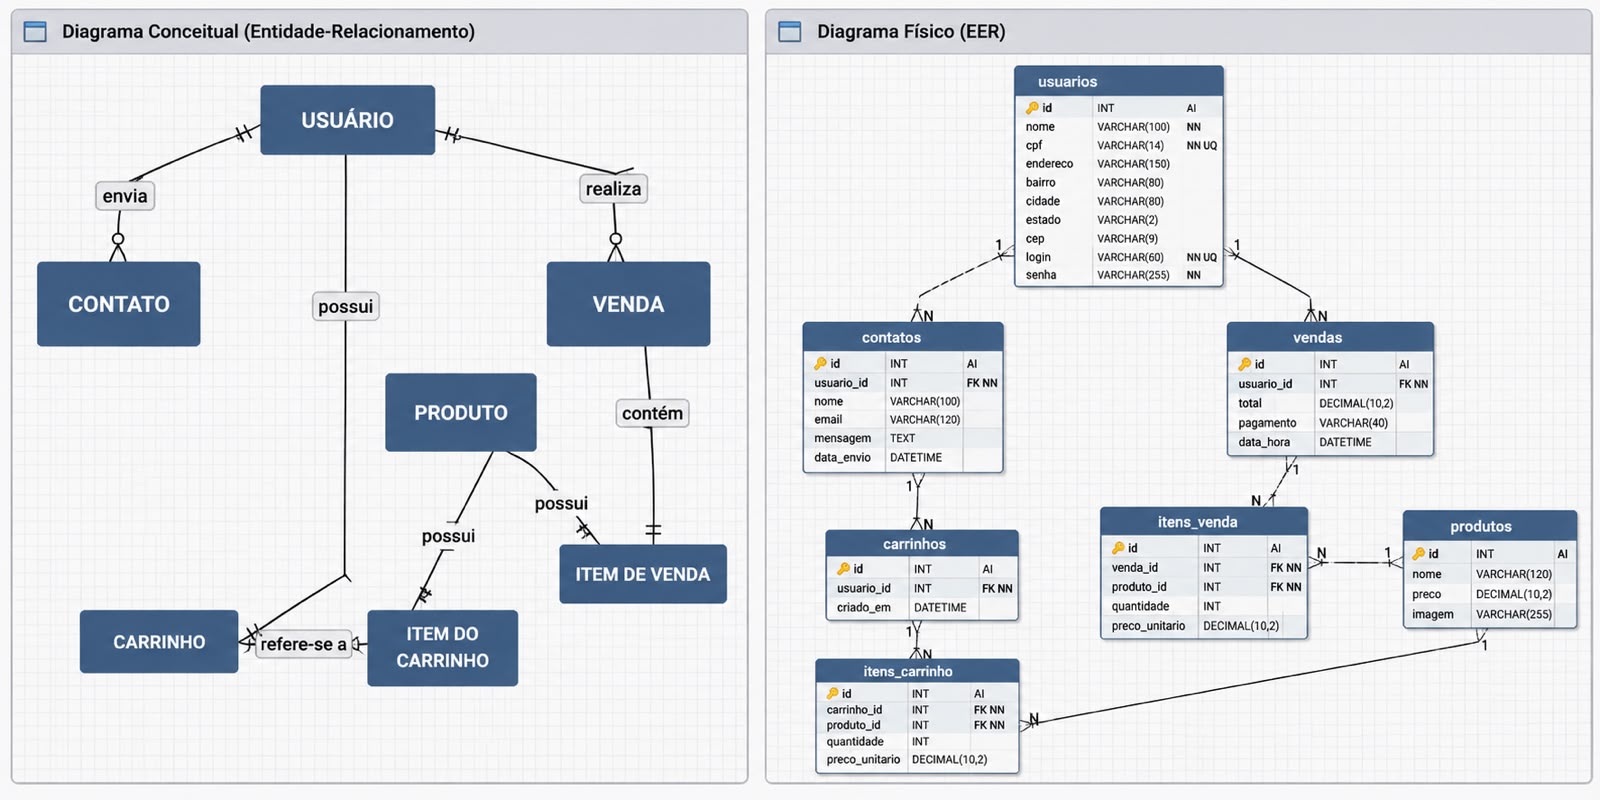 Diagrama Conceitual (Entidade-Relacionamento)
USUÁRIO
envia
realiza
CONTATO
possui
VENDA
PRODUTO
contém
possui
possui
ITEM DE VENDA
CARRINHO
refere-se a
ITEM DO
CARRINHO
Diagrama Físico (EER)
usuarios
id INT AI
nome VARCHAR(100) NN
cpf VARCHAR(14) NN UQ
endereco VARCHAR(150)
bairro VARCHAR(80)
cidade VARCHAR(80)
estado VARCHAR(2)
cep VARCHAR(9)
login VARCHAR(60) NN UQ
senha VARCHAR(255) NN
1
1
N
N
contatos
id INT AI
usuario_id INT FK NN
nome VARCHAR(100)
email VARCHAR(120)
mensagem TEXT
data_envio DATETIME
vendas
id INT AI
usuario_id INT FK NN
total DECIMAL(10,2)
pagamento VARCHAR(40)
data_hora DATETIME
1
N
1
N
carrinhos
id INT AI
usuario_id INT FK NN
criado_em DATETIME
itens_venda
id INT AI
venda_id INT FK NN
produto_id INT FK NN
quantidade INT
preco_unitario DECIMAL(10,2)
N
1
produtos
id INT AI
nome VARCHAR(120)
preco DECIMAL(10,2)
imagem VARCHAR(255)
1
N
1
N
itens_carrinho
id INT AI
carrinho_id INT FK NN
produto_id INT FK NN
quantidade INT
preco_unitario DECIMAL(10,2)